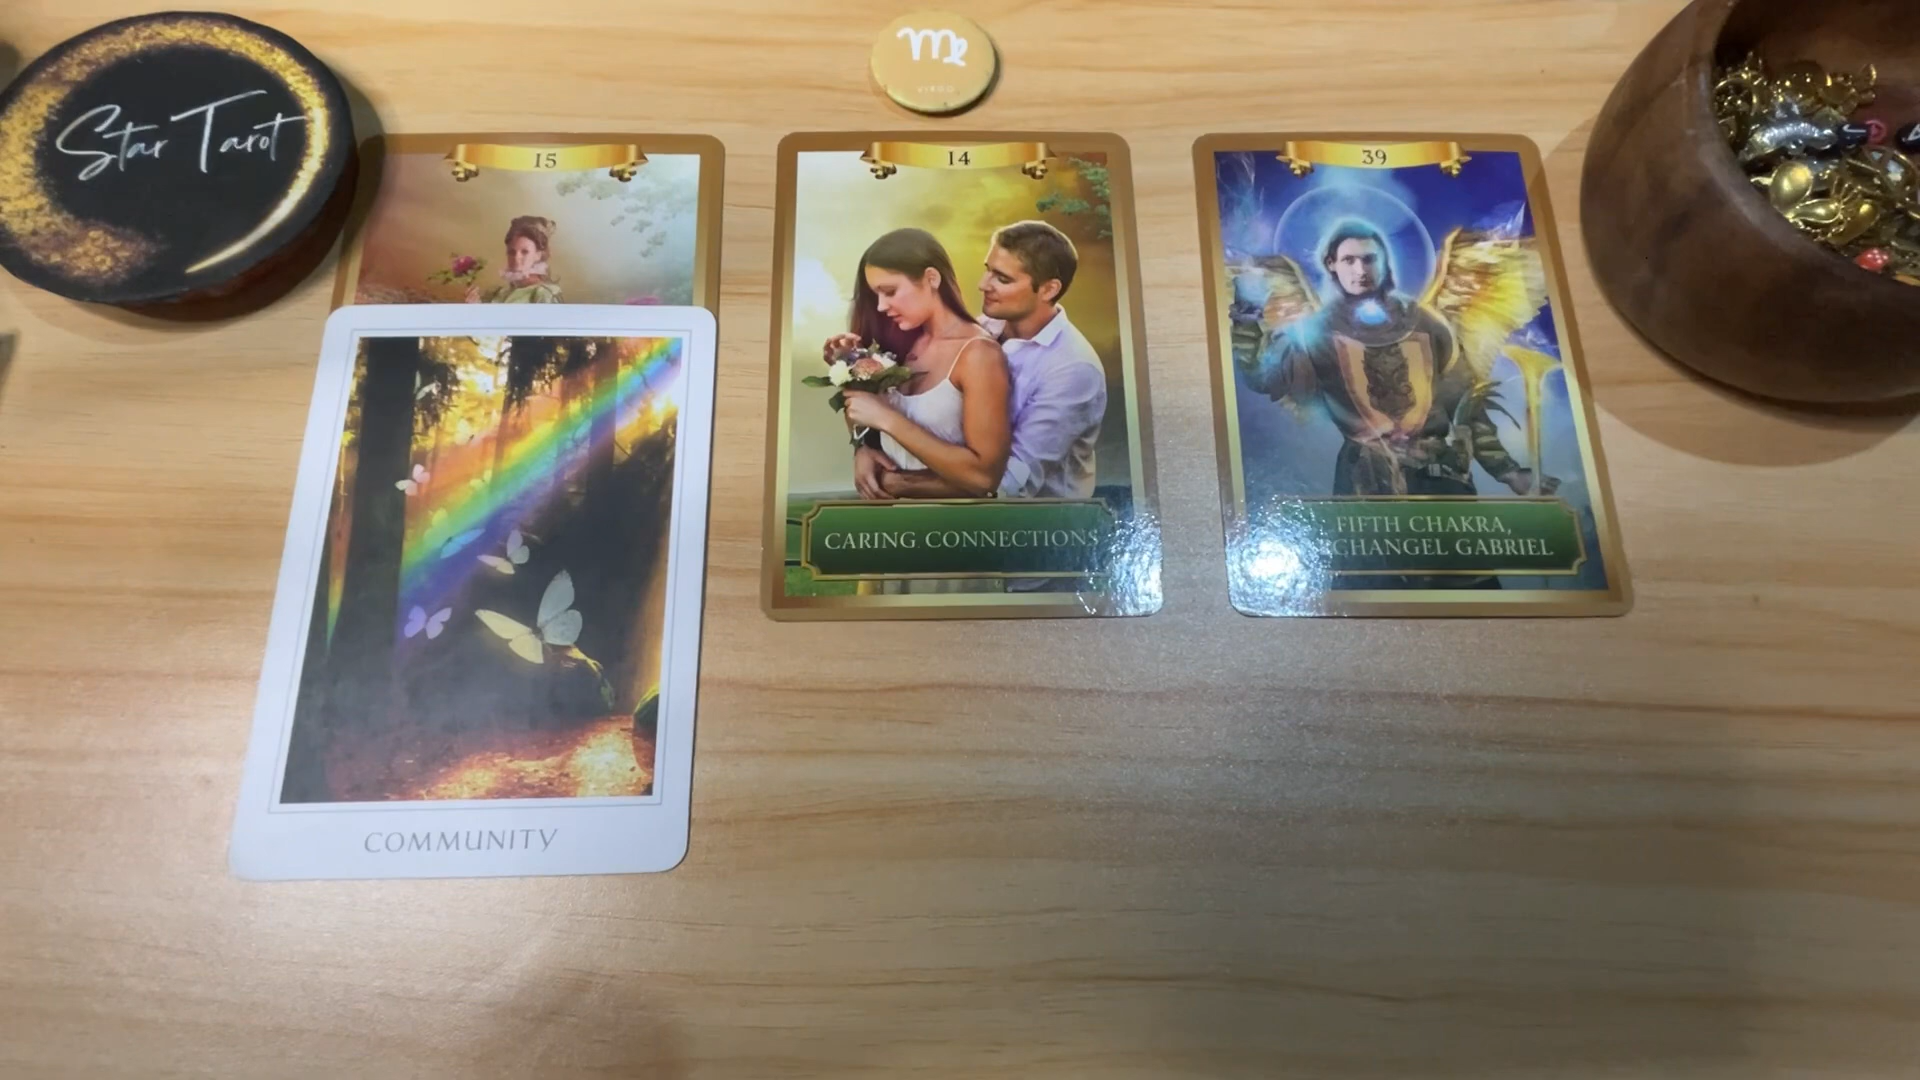 Star Tarot
VIRGO
15
14
39
CARING CONNECTIONS
FIFTH CHAKRA,
CHANGEL GABRIEL
COMMUNITY